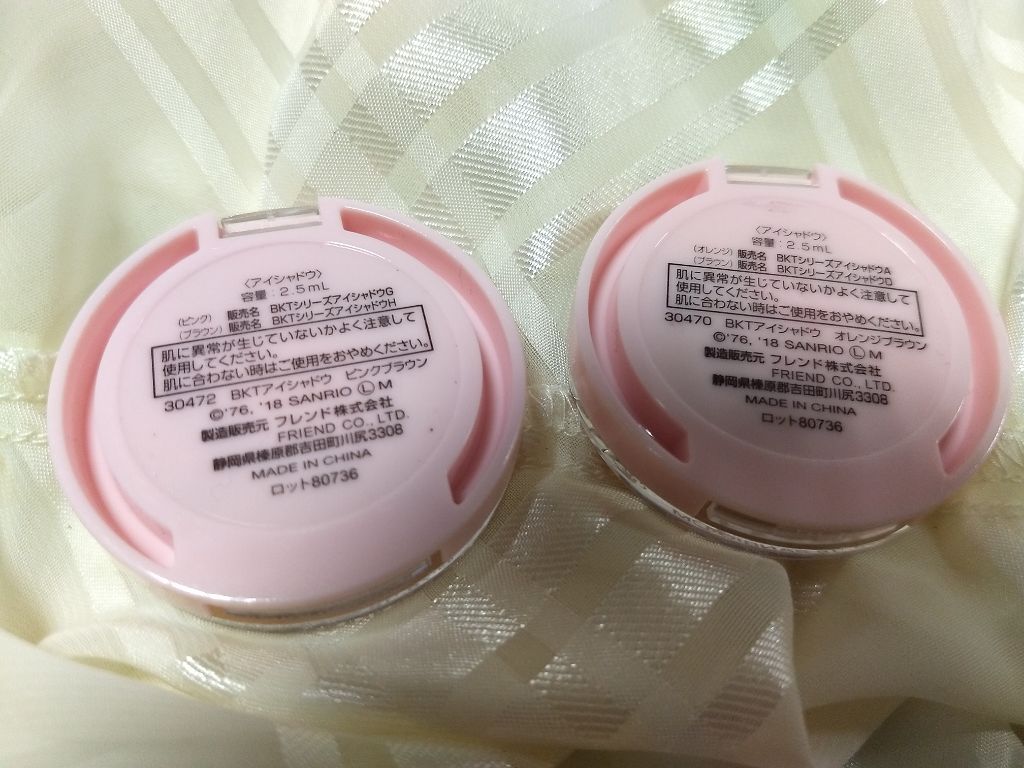 〈アイシャドウ〉
容量：2.5mL
(ピンク) 販売名 BKTシリーズアイシャドウG
(ブラウン) 販売名 BKTシリーズアイシャドウH
肌に異常が生じていないかよく注意して
使用してください。
肌に合わない時はご使用をおやめください。
30472 BKTアイシャドウ ピンクブラウン
©'76, '18 SANRIO Ⓛ M
製造販売元 フレンド株式会社
FRIEND CO., LTD.
静岡県榛原郡吉田町川尻3308
MADE IN CHINA
ロット80736
〈アイシャドウ〉
容量：2.5mL
(オレンジ) 販売名 BKTシリーズアイシャドウA
(ブラウン) 販売名 BKTシリーズアイシャドウD
肌に異常が生じていないかよく注意して
使用してください。
肌に合わない時はご使用をおやめください。
30470 BKTアイシャドウ オレンジブラウン
©'76, '18 SANRIO Ⓛ M
製造販売元 フレンド株式会社
FRIEND CO., LTD.
静岡県榛原郡吉田町川尻3308
MADE IN CHINA
ロット80736